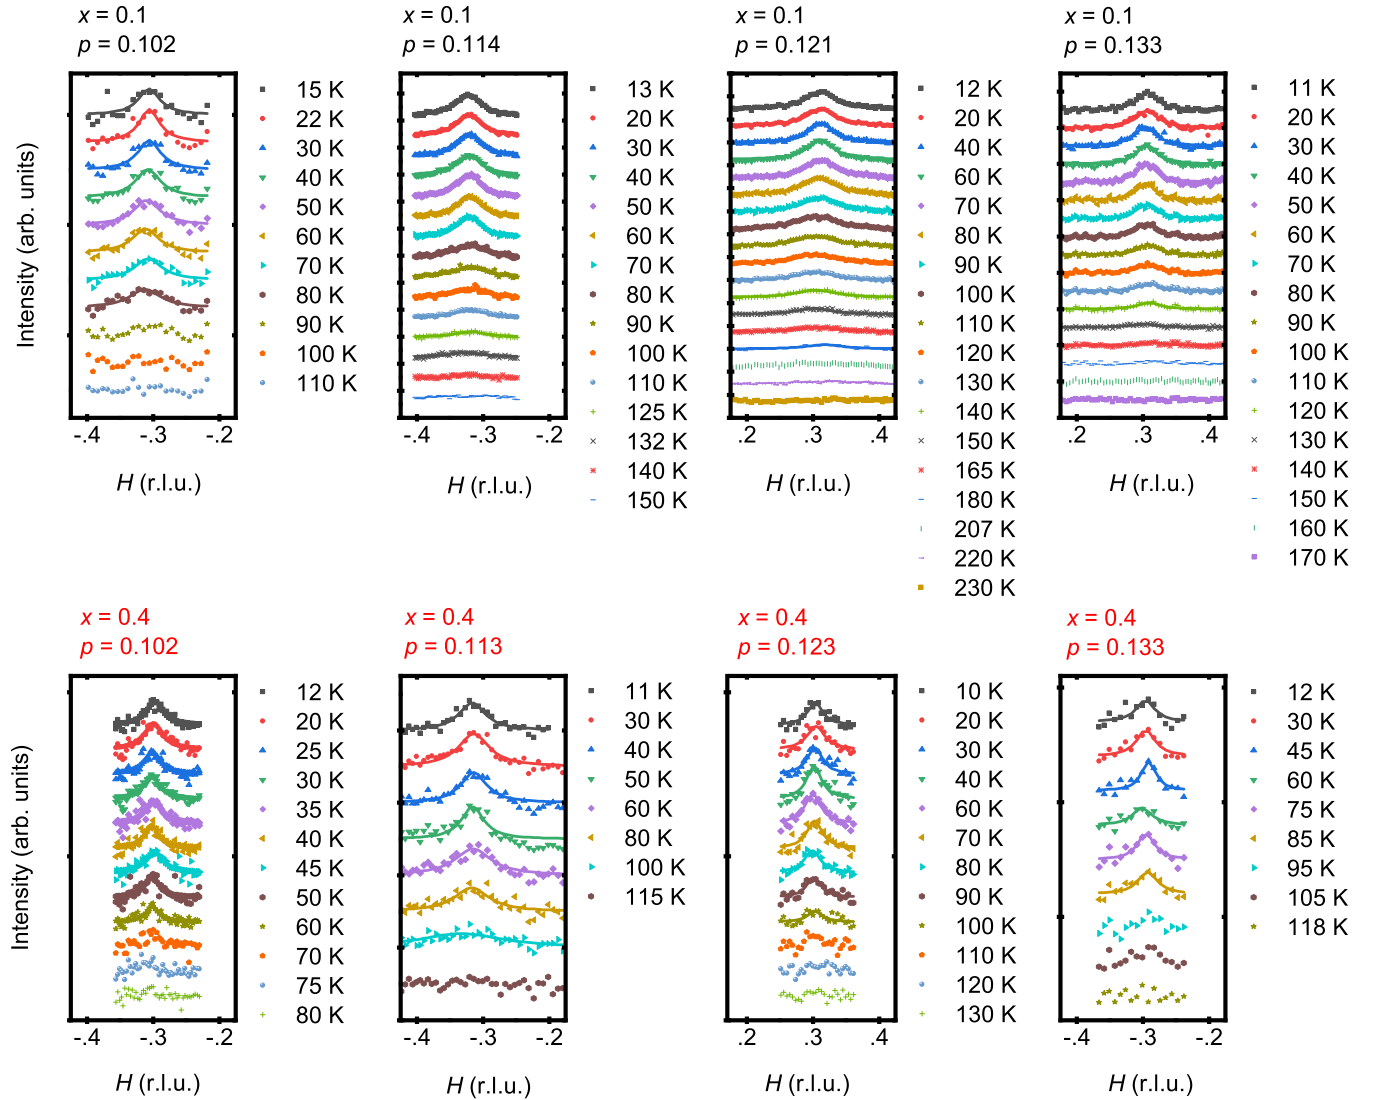 x = 0.1
p = 0.102
x = 0.1
p = 0.114
x = 0.1
p = 0.121
x = 0.1
p = 0.133
Intensity (arb. units)
15 K
22 K
30 K
40 K
50 K
60 K
70 K
80 K
90 K
100 K
110 K
-.4 -.3 -.2
H (r.l.u.)
13 K
20 K
30 K
40 K
50 K
60 K
70 K
80 K
90 K
100 K
110 K
125 K
132 K
140 K
150 K
-.4 -.3 -.2
H (r.l.u.)
12 K
20 K
40 K
60 K
70 K
80 K
90 K
100 K
110 K
120 K
130 K
140 K
150 K
165 K
180 K
207 K
220 K
230 K
.2 .3 .4
H (r.l.u.)
11 K
20 K
30 K
40 K
50 K
60 K
70 K
80 K
90 K
100 K
110 K
120 K
130 K
140 K
150 K
160 K
170 K
.2 .3 .4
H (r.l.u.)
x = 0.4
p = 0.102
x = 0.4
p = 0.113
x = 0.4
p = 0.123
x = 0.4
p = 0.133
Intensity (arb. units)
12 K
20 K
25 K
30 K
35 K
40 K
45 K
50 K
60 K
70 K
75 K
80 K
-.4 -.3 -.2
H (r.l.u.)
11 K
30 K
40 K
50 K
60 K
80 K
100 K
115 K
-.4 -.3 -.2
H (r.l.u.)
10 K
20 K
30 K
40 K
60 K
70 K
80 K
90 K
100 K
110 K
120 K
130 K
.2 .3 .4
H (r.l.u.)
12 K
30 K
45 K
60 K
75 K
85 K
95 K
105 K
118 K
-.4 -.3 -.2
H (r.l.u.)